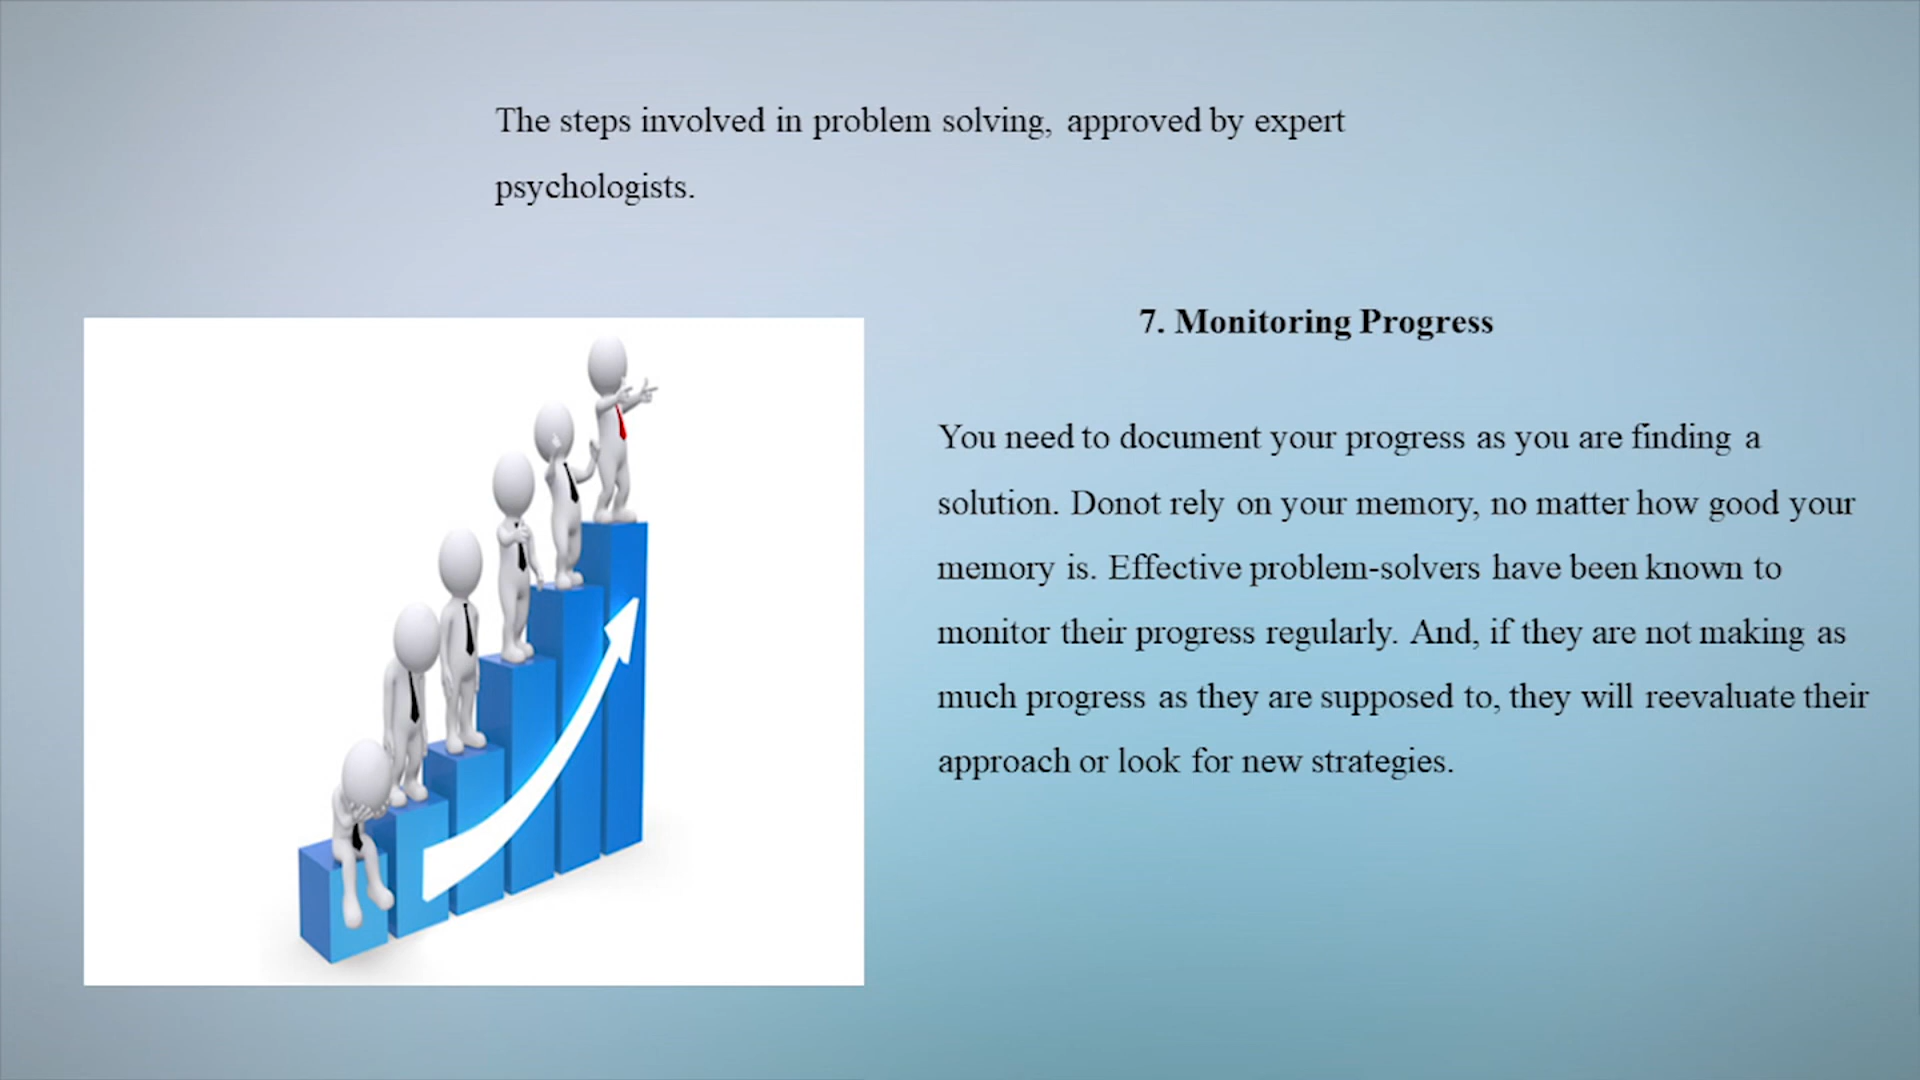 The steps involved in problem solving, approved by expert
psychologists.
7. Monitoring Progress
You need to document your progress as you are finding a
solution. Donot rely on your memory, no matter how good your
memory is. Effective problem-solvers have been known to
monitor their progress regularly. And, if they are not making as
much progress as they are supposed to, they will reevaluate their
approach or look for new strategies.